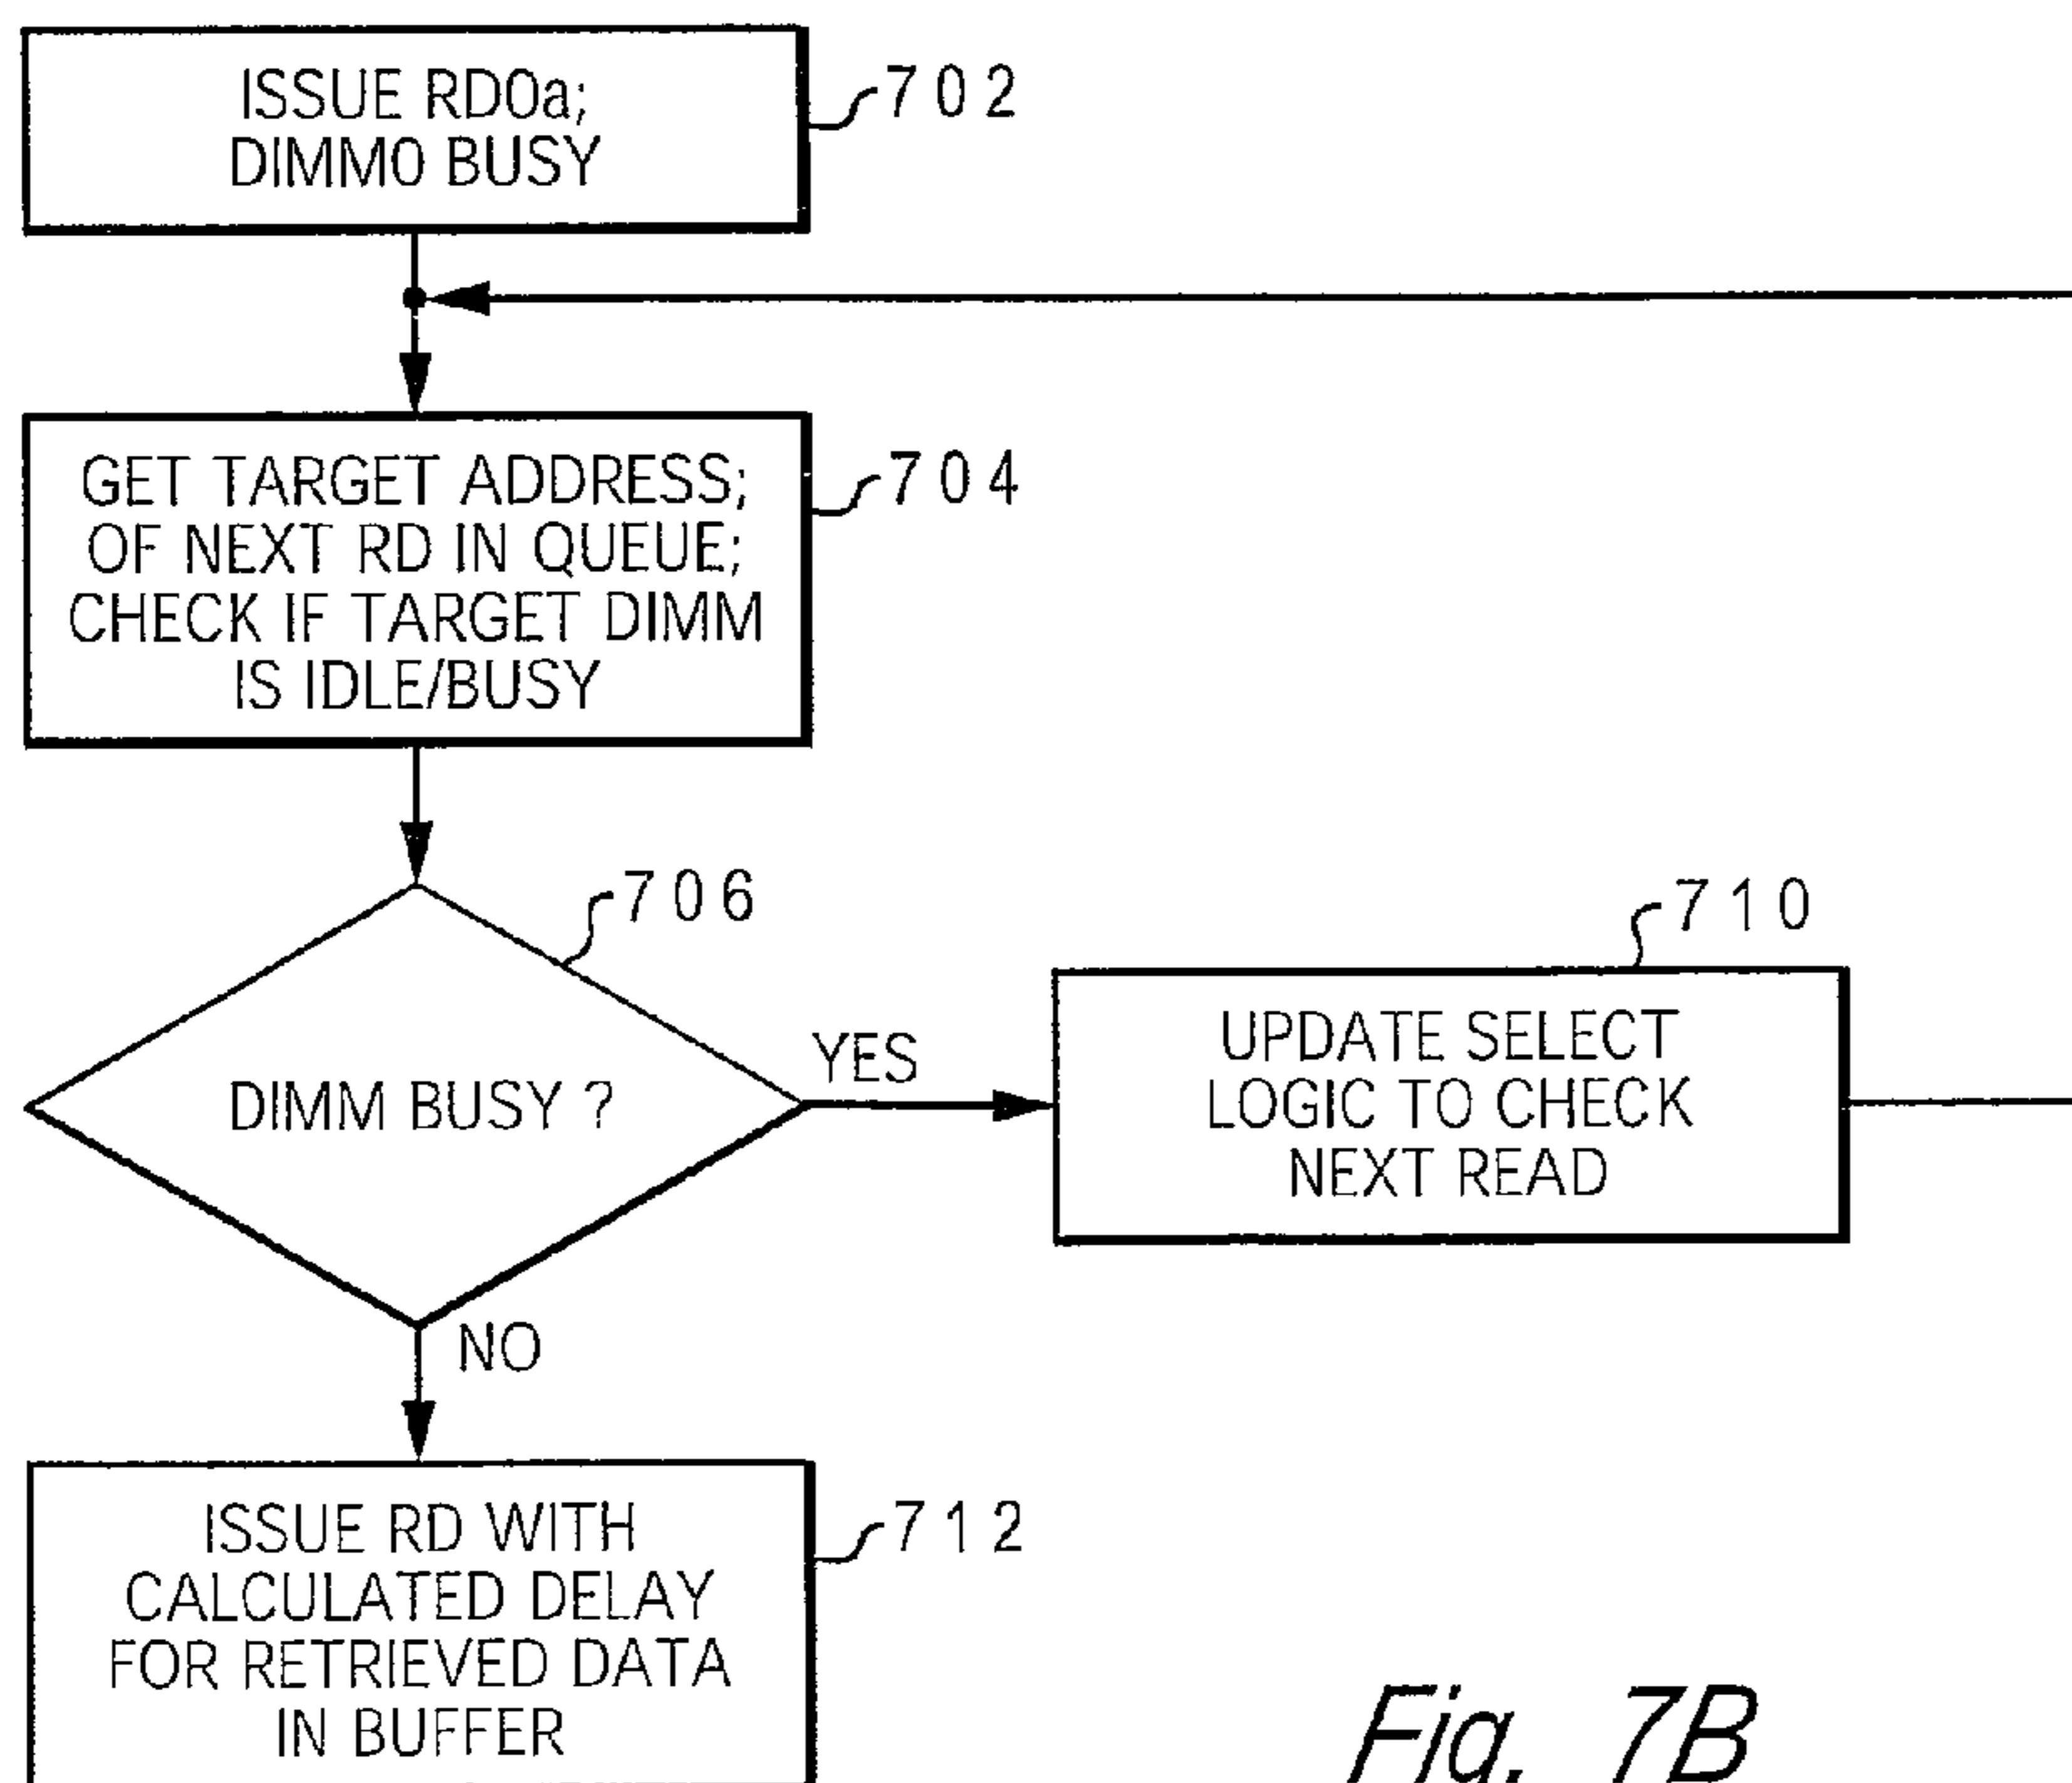 ISSUE RD0a;
DIMM0 BUSY
702
GET TARGET ADDRESS;
OF NEXT RD IN QUEUE;
CHECK IF TARGET DIMM
IS IDLE/BUSY
704
706
DIMM BUSY ?
YES
710
UPDATE SELECT
LOGIC TO CHECK
NEXT READ
NO
ISSUE RD WITH
CALCULATED DELAY
FOR RETRIEVED DATA
IN BUFFER
712
Fig. 7B